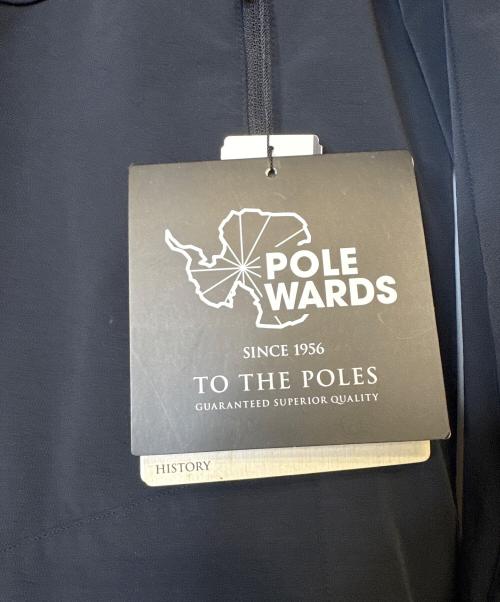 POLE
WARDS
SINCE 1956
TO THE POLES
GUARANTEED SUPERIOR QUALITY
HISTORY